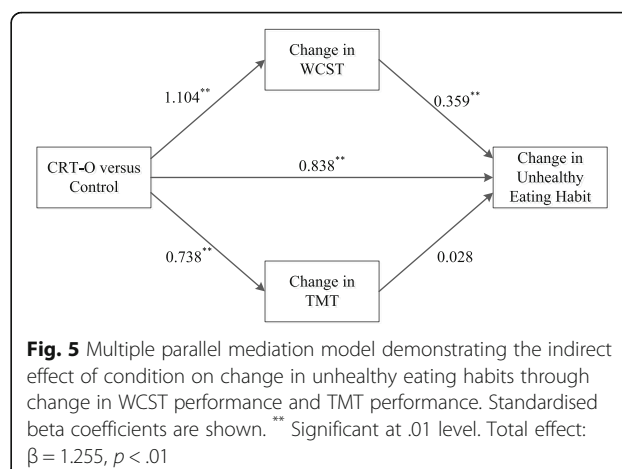 Change in
WCST
1.104**
0.359**
CRT-O versus
Control
0.838**
Change in
Unhealthy
Eating Habit
0.738**
0.028
Change in
TMT
Fig. 5 Multiple parallel mediation model demonstrating the indirect
effect of condition on change in unhealthy eating habits through
change in WCST performance and TMT performance. Standardised
beta coefficients are shown. ** Significant at .01 level. Total effect:
β = 1.255, p < .01